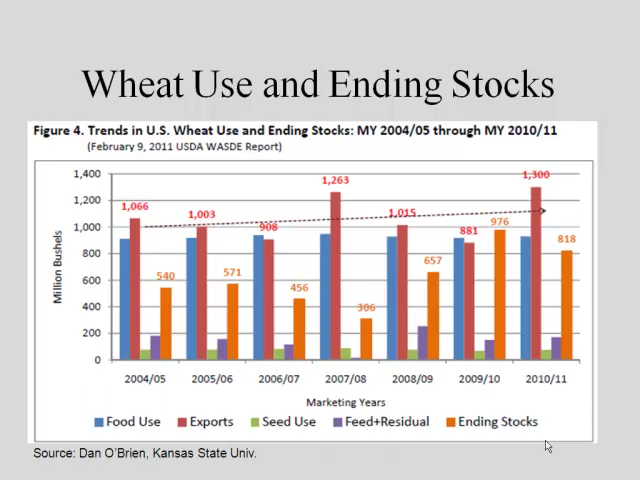 Wheat Use and Ending Stocks
Figure 4. Trends in U.S. Wheat Use and Ending Stocks: MY 2004/05 through MY 2010/11
(February 9, 2011 USDA WASDE Report)
1,400
1,200
1,000
800
600
400
200
0
Million Bushels
1,066
540
1,003
571
908
456
1,263
306
1,015
657
881
976
1,300
818
2004/05 2005/06 2006/07 2007/08 2008/09 2009/10 2010/11
Marketing Years
Food Use Exports Seed Use Feed+Residual Ending Stocks
Source: Dan O'Brien, Kansas State Univ.